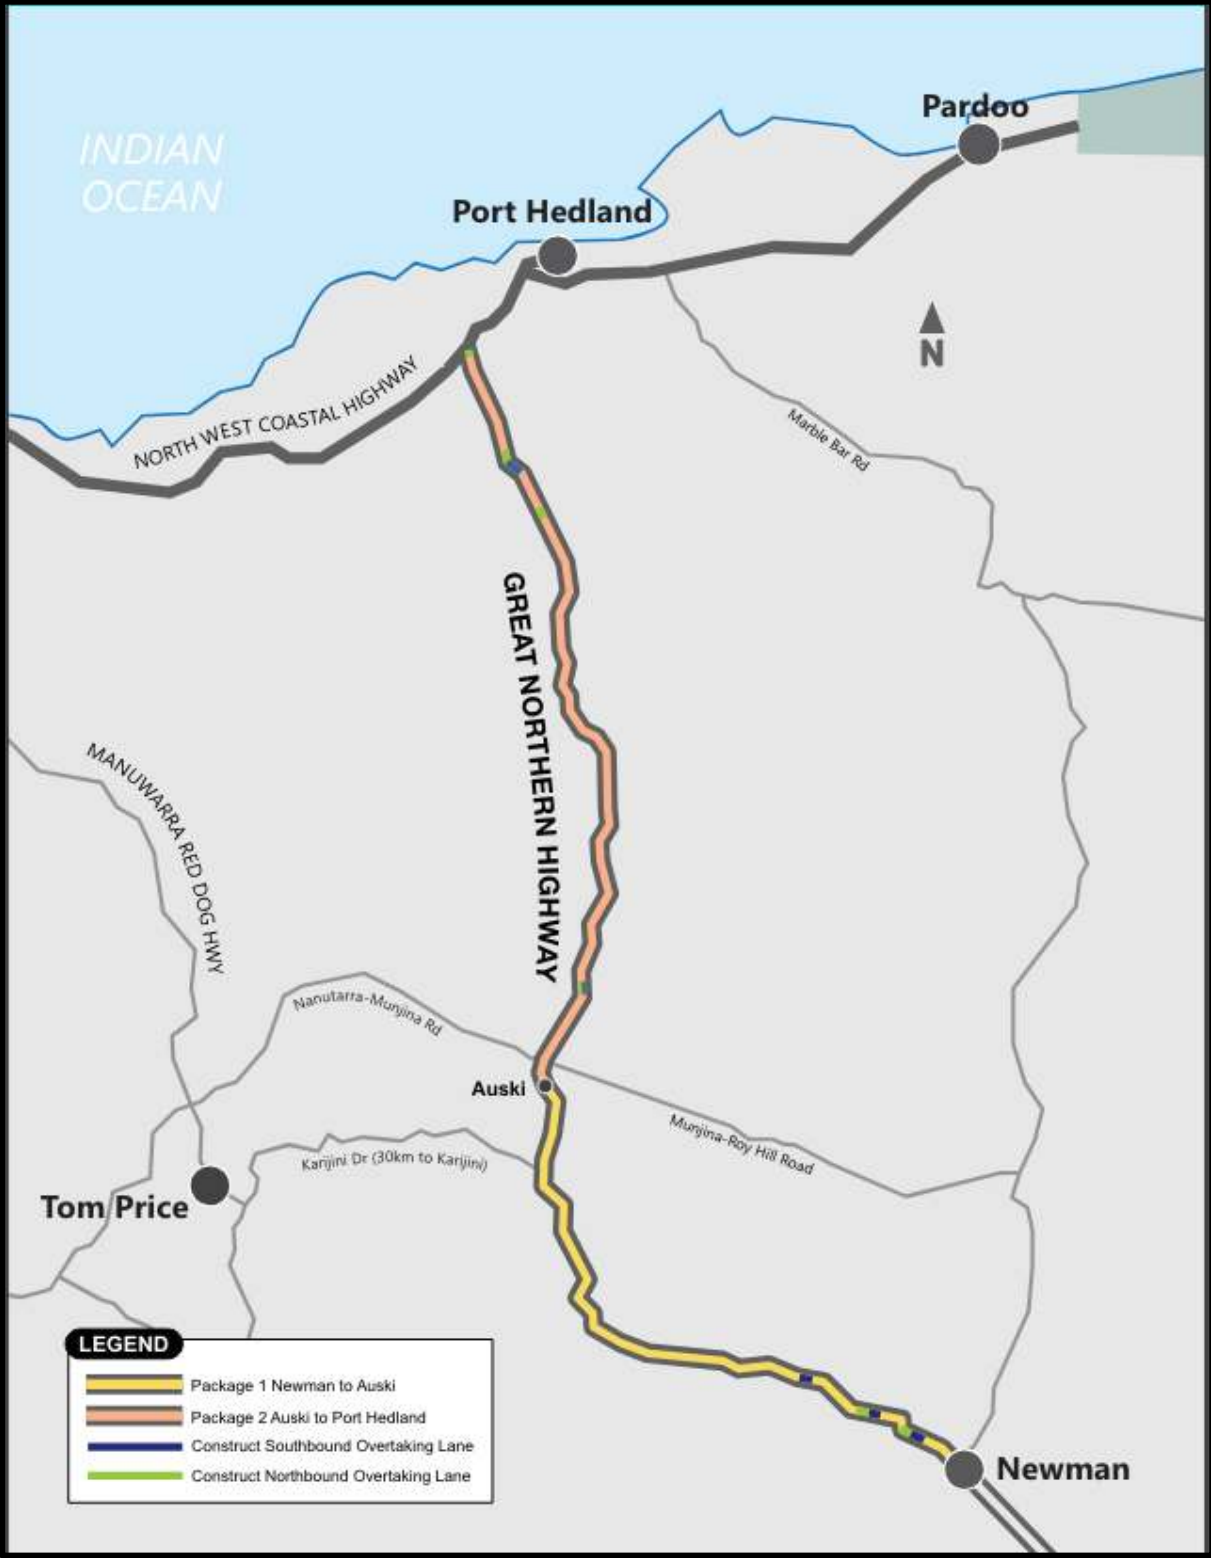 Pardoo
INDIAN
OCEAN
Port Hedland
N
NORTH WEST COASTAL HIGHWAY
Marble Bar Rd
GREAT NORTHERN HIGHWAY
MANUWARRA RED DOG HWY
Nanutarra-Munjina Rd
Auski
Munjina-Roy Hill Road
Karijini Dr (30km to Karijini)
Tom Price
LEGEND
Package 1 Newman to Auski
Package 2 Auski to Port Hedland
Construct Southbound Overtaking Lane
Construct Northbound Overtaking Lane
Newman